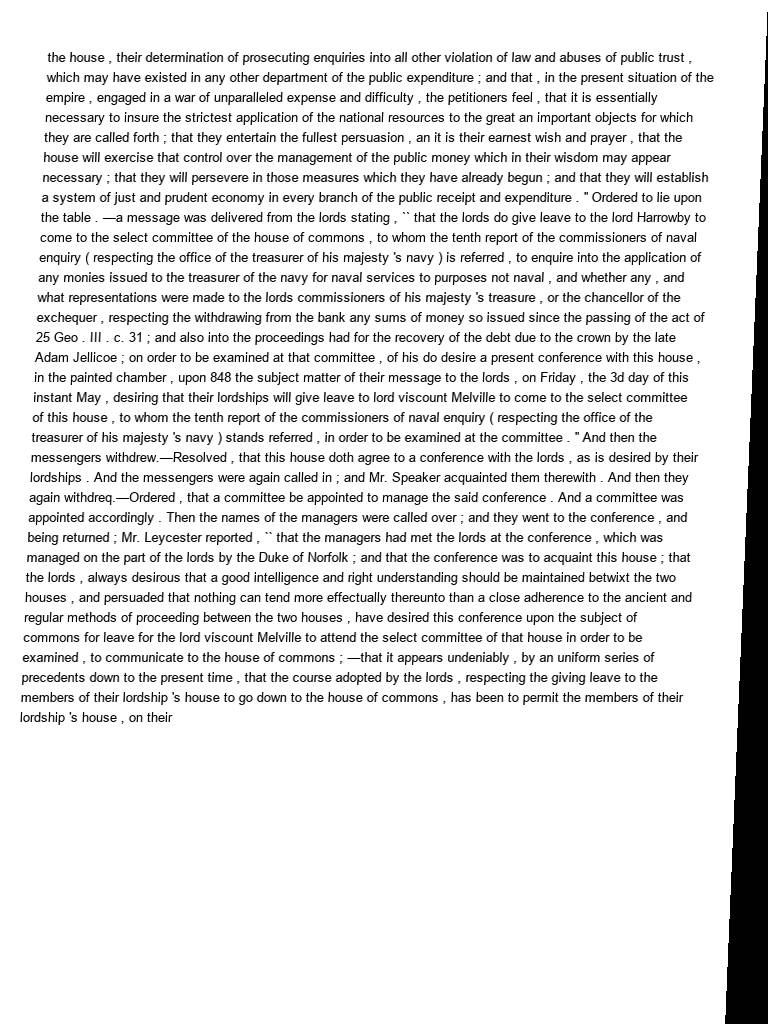 the house , their determination of prosecuting enquiries into all other violation of law and abuses of public trust ,
which may have existed in any other department of the public expenditure ; and that , in the present situation of the
empire , engaged in a war of unparalleled expense and difficulty , the petitioners feel , that it is essentially
necessary to insure the strictest application of the national resources to the great an important objects for which
they are called forth ; that they entertain the fullest persuasion , an it is their earnest wish and prayer , that the
house will exercise that control over the management of the public money which in their wisdom may appear
necessary ; that they will persevere in those measures which they have already begun ; and that they will establish
a system of just and prudent economy in every branch of the public receipt and expenditure . " Ordered to lie upon
the table . —a message was delivered from the lords stating , `` that the lords do give leave to the lord Harrowby to
come to the select committee of the house of commons , to whom the tenth report of the commissioners of naval
enquiry ( respecting the office of the treasurer of his majesty 's navy ) is referred , to enquire into the application of
any monies issued to the treasurer of the navy for naval services to purposes not naval , and whether any , and
what representations were made to the lords commissioners of his majesty 's treasure , or the chancellor of the
exchequer , respecting the withdrawing from the bank any sums of money so issued since the passing of the act of
25 Geo . III . c. 31 ; and also into the proceedings had for the recovery of the debt due to the crown by the late
Adam Jellicoe ; on order to be examined at that committee , of his do desire a present conference with this house ,
in the painted chamber , upon 848 the subject matter of their message to the lords , on Friday , the 3d day of this
instant May , desiring that their lordships will give leave to lord viscount Melville to come to the select committee
of this house , to whom the tenth report of the commissioners of naval enquiry ( respecting the office of the
treasurer of his majesty 's navy ) stands referred , in order to be examined at the committee . " And then the
messengers withdrew.—Resolved , that this house doth agree to a conference with the lords , as is desired by their
lordships . And the messengers were again called in ; and Mr. Speaker acquainted them therewith . And then they
again withdreq.—Ordered , that a committee be appointed to manage the said conference . And a committee was
appointed accordingly . Then the names of the managers were called over ; and they went to the conference , and
being returned ; Mr. Leycester reported , `` that the managers had met the lords at the conference , which was
managed on the part of the lords by the Duke of Norfolk ; and that the conference was to acquaint this house ; that
the lords , always desirous that a good intelligence and right understanding should be maintained betwixt the two
houses , and persuaded that nothing can tend more effectually thereunto than a close adherence to the ancient and
regular methods of proceeding between the two houses , have desired this conference upon the subject of
commons for leave for the lord viscount Melville to attend the select committee of that house in order to be
examined , to communicate to the house of commons ; —that it appears undeniably , by an uniform series of
precedents down to the present time , that the course adopted by the lords , respecting the giving leave to the
members of their lordship 's house to go down to the house of commons , has been to permit the members of their
lordship 's house , on their